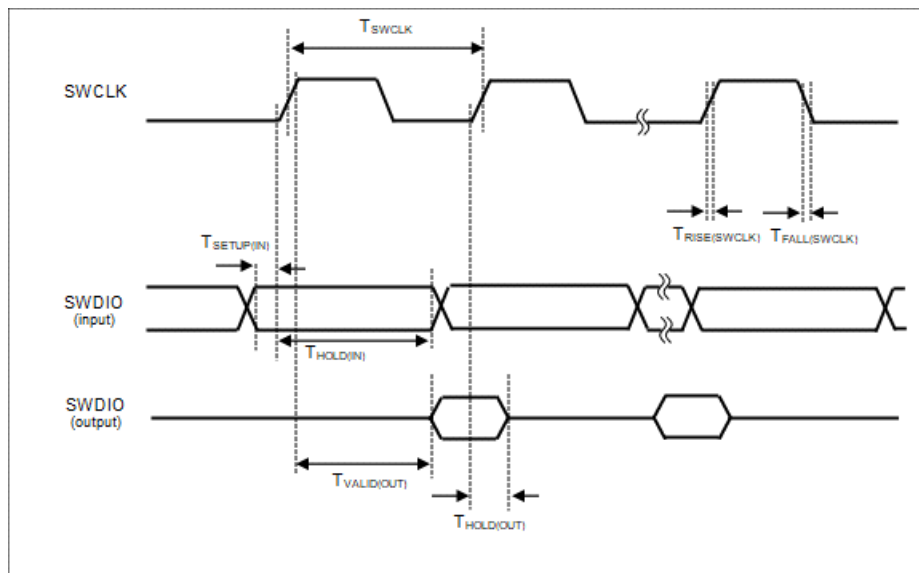 TSWCLK
SWCLK
TRISE(SWCLK)
TFALL(SWCLK)
TSETUP(IN)
SWDIO
(input)
THOLD(IN)
SWDIO
(output)
TVALID(OUT)
THOLD(OUT)